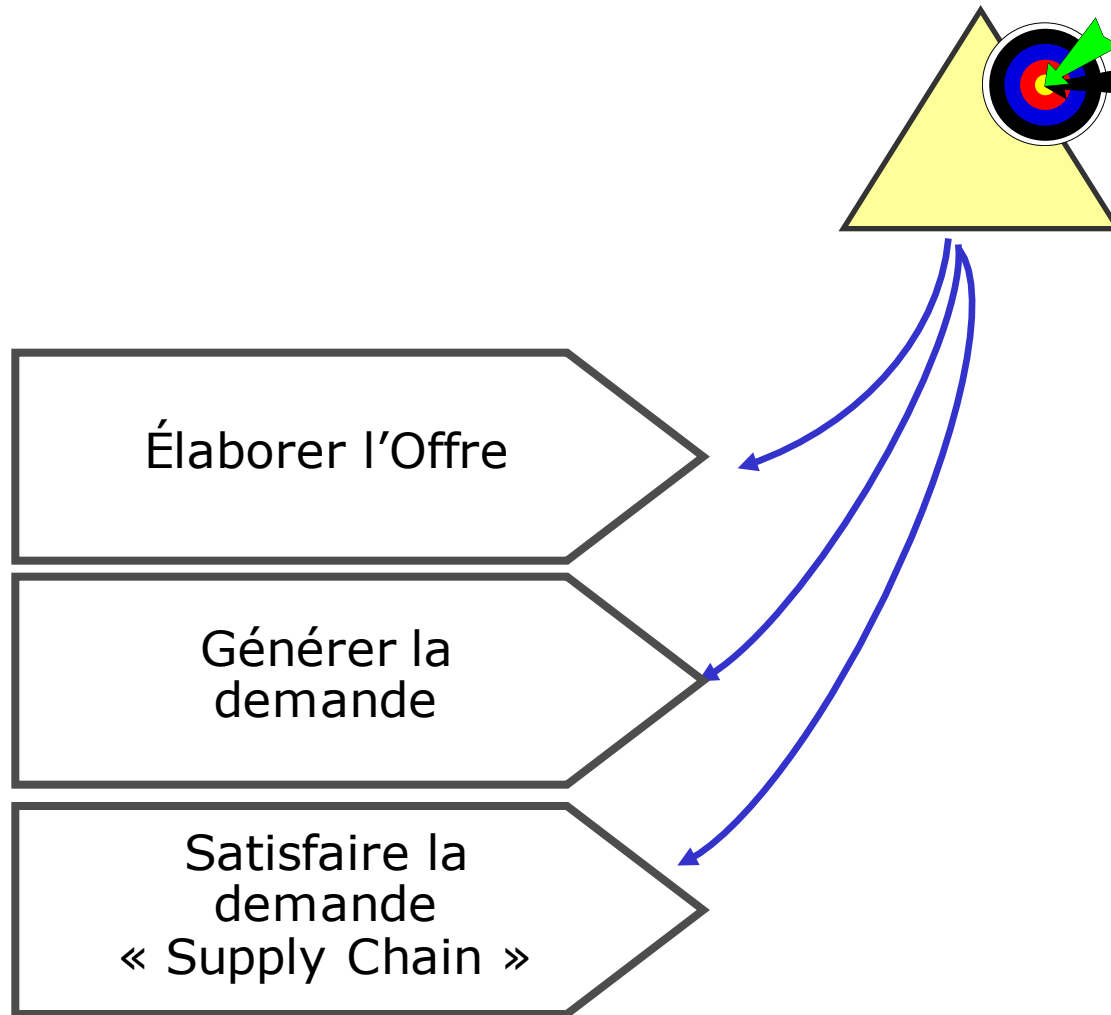 Élaborer l’Offre
Générer la
demande
Satisfaire la
demande
« Supply Chain »